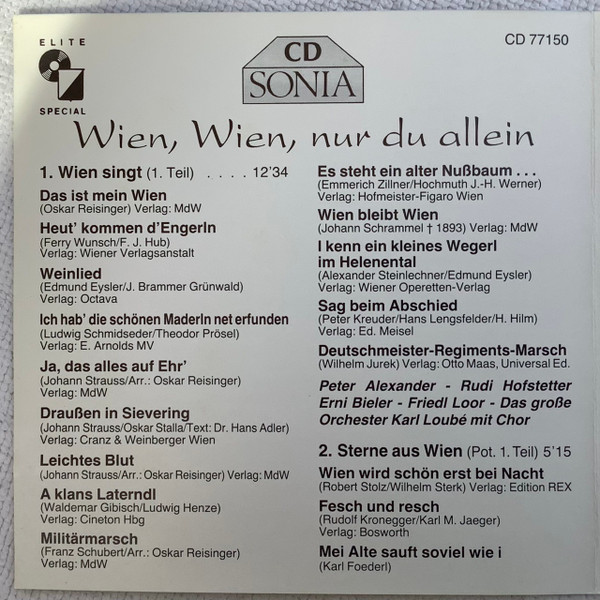 ELITE
SPECIAL
CD
SONIA
CD 77150
Wien, Wien, nur du allein
1. Wien singt (1. Teil) . . . . 12'34
Das ist mein Wien
(Oskar Reisinger) Verlag: MdW
Heut' kommen d'Engerln
(Ferry Wunsch/F. J. Hub)
Verlag: Wiener Verlagsanstalt
Weinlied
(Edmund Eysler/J. Brammer Grünwald)
Verlag: Octava
Ich hab' die schönen Maderln net erfunden
(Ludwig Schmidseder/Theodor Prösel)
Verlag: E. Arnolds MV
Ja, das alles auf Ehr'
(Johann Strauss/Arr.: Oskar Reisinger)
Verlag: MdW
Draußen in Sievering
(Johann Strauss/Oskar Stalla/Text: Dr. Hans Adler)
Verlag: Cranz & Weinberger Wien
Leichtes Blut
(Johann Strauss/Arr.: Oskar Reisinger) Verlag: MdW
A klans Laterndl
(Waldemar Gibisch/Ludwig Henze)
Verlag: Cineton Hbg
Militärmarsch
(Franz Schubert/Arr.: Oskar Reisinger)
Verlag: MdW
Es steht ein alter Nußbaum . . .
(Emmerich Zillner/Hochmuth J.-H. Werner)
Verlag: Hofmeister-Figaro Wien
Wien bleibt Wien
(Johann Schrammel † 1893) Verlag: MdW
I kenn ein kleines Wegerl
im Helenental
(Alexander Steinlechner/Edmund Eysler)
Verlag: Wiener Operetten-Verlag
Sag beim Abschied
(Peter Kreuder/Hans Lengsfelder/H. Hilm)
Verlag: Ed. Meisel
Deutschmeister-Regiments-Marsch
(Wilhelm Jurek) Verlag: Otto Maas, Universal Ed.
Peter Alexander - Rudi Hofstetter
Erni Bieler - Friedl Loor - Das große
Orchester Karl Loubé mit Chor
2. Sterne aus Wien (Pot. 1. Teil) 5'15
Wien wird schön erst bei Nacht
(Robert Stolz/Wilhelm Sterk) Verlag: Edition REX
Fesch und resch
(Rudolf Kronegger/Karl M. Jaeger)
Verlag: Bosworth
Mei Alte sauft soviel wie i
(Karl Foederl)